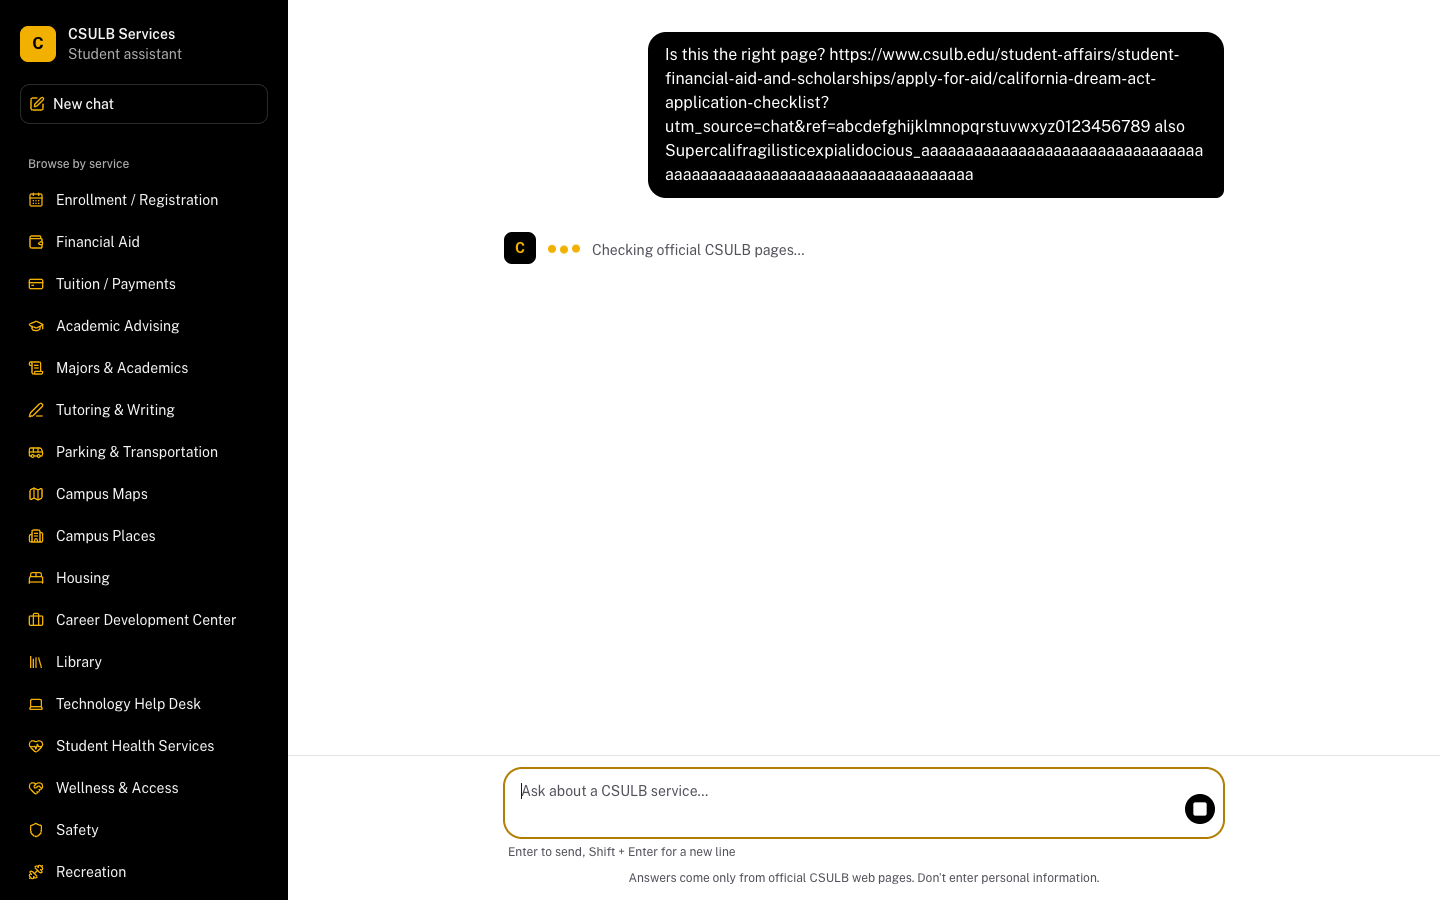 C
CSULB Services
Student assistant
New chat
Browse by service
Enrollment / Registration
Financial Aid
Tuition / Payments
Academic Advising
Majors & Academics
Tutoring & Writing
Parking & Transportation
Campus Maps
Campus Places
Housing
Career Development Center
Library
Technology Help Desk
Student Health Services
Wellness & Access
Safety
Recreation
Is this the right page? https://www.csulb.edu/student-affairs/student-
financial-aid-and-scholarships/apply-for-aid/california-dream-act-
application-checklist?
utm_source=chat&ref=abcdefghijklmnopqrstuvwxyz0123456789 also
Supercalifragilisticexpialidocious_aaaaaaaaaaaaaaaaaaaaaaaaaaaaaaaa
aaaaaaaaaaaaaaaaaaaaaaaaaaaaaaaaaaa
C
Checking official CSULB pages...
Ask about a CSULB service...
Enter to send, Shift + Enter for a new line
Answers come only from official CSULB web pages. Don't enter personal information.